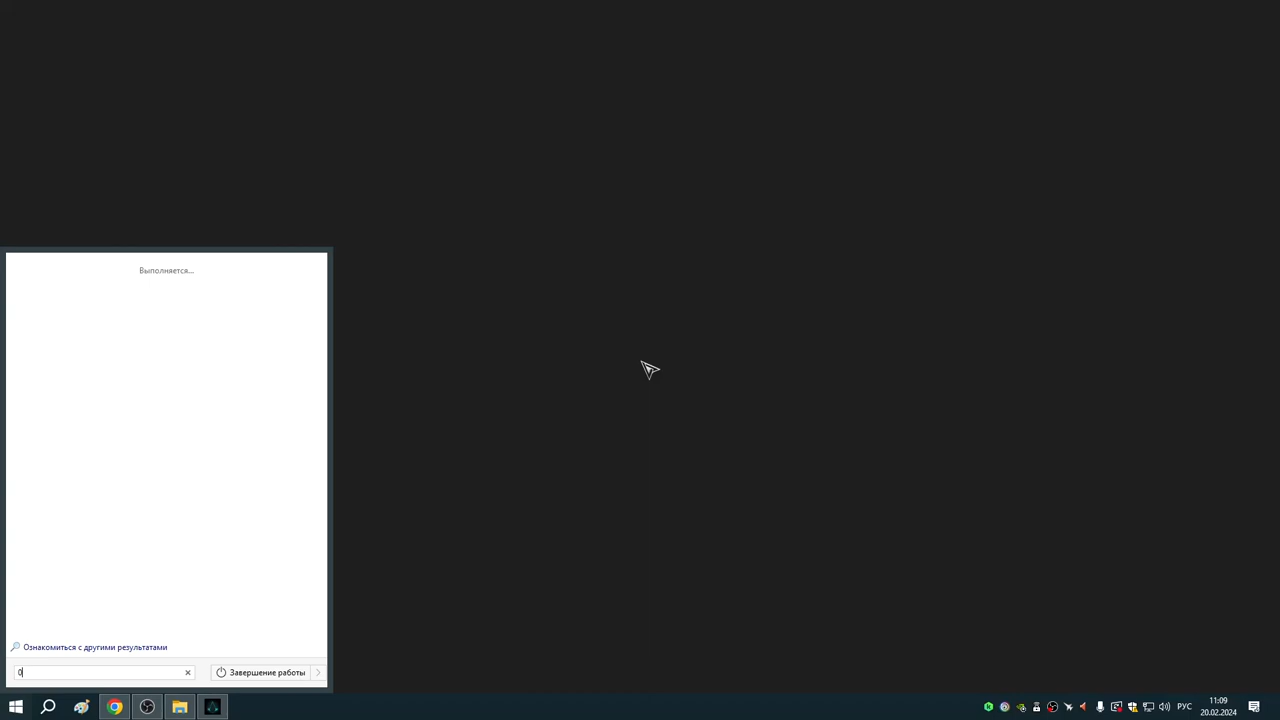 Выполняется...
Ознакомиться с другими результатами
0
Завершение работы
РУС
11:09
20.02.2024